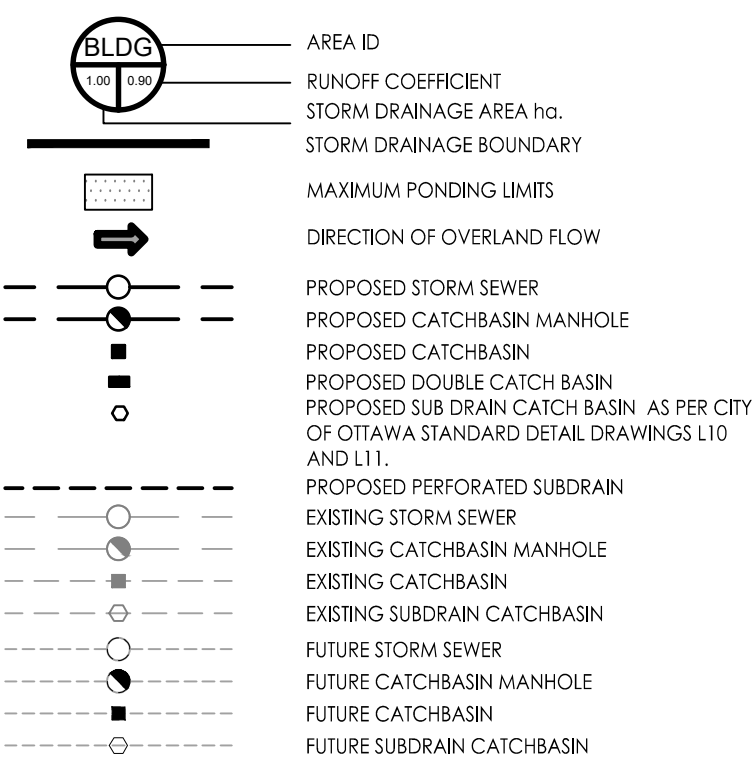 BLDG
1.00 0.90
AREA ID
RUNOFF COEFFICIENT
STORM DRAINAGE AREA ha.
STORM DRAINAGE BOUNDARY
MAXIMUM PONDING LIMITS
DIRECTION OF OVERLAND FLOW
PROPOSED STORM SEWER
PROPOSED CATCHBASIN MANHOLE
PROPOSED CATCHBASIN
PROPOSED DOUBLE CATCH BASIN
PROPOSED SUB DRAIN CATCH BASIN AS PER CITY
OF OTTAWA STANDARD DETAIL DRAWINGS L10
AND L11.
PROPOSED PERFORATED SUBDRAIN
EXISTING STORM SEWER
EXISTING CATCHBASIN MANHOLE
EXISTING CATCHBASIN
EXISTING SUBDRAIN CATCHBASIN
FUTURE STORM SEWER
FUTURE CATCHBASIN MANHOLE
FUTURE CATCHBASIN
FUTURE SUBDRAIN CATCHBASIN